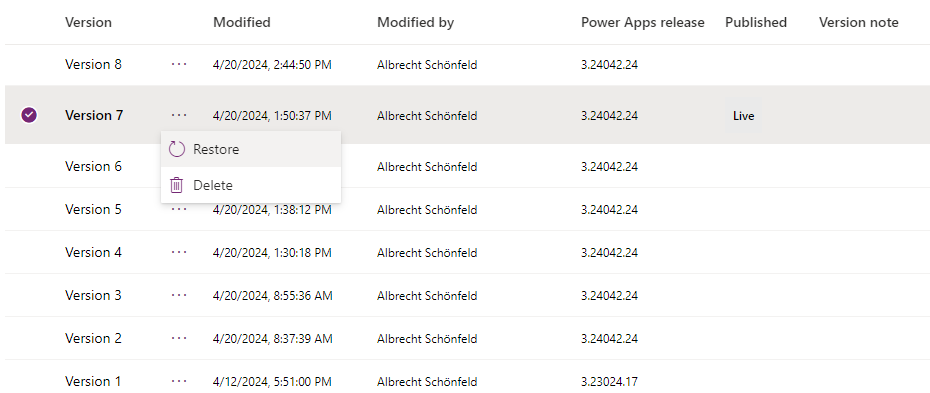 Version Modified Modified by Power Apps release Published Version note
Version 8 ··· 4/20/2024, 2:44:50 PM Albrecht Schönfeld 3.24042.24
Version 7 ··· 4/20/2024, 1:50:37 PM Albrecht Schönfeld 3.24042.24 Live
Restore
Version 6 Albrecht Schönfeld 3.24042.24
Delete
Version 5 ··· 4/20/2024, 1:38:12 PM Albrecht Schönfeld 3.24042.24
Version 4 ··· 4/20/2024, 1:30:18 PM Albrecht Schönfeld 3.24042.24
Version 3 ··· 4/20/2024, 8:55:36 AM Albrecht Schönfeld 3.24042.24
Version 2 ··· 4/20/2024, 8:37:39 AM Albrecht Schönfeld 3.24042.24
Version 1 ··· 4/12/2024, 5:51:00 PM Albrecht Schönfeld 3.23024.17